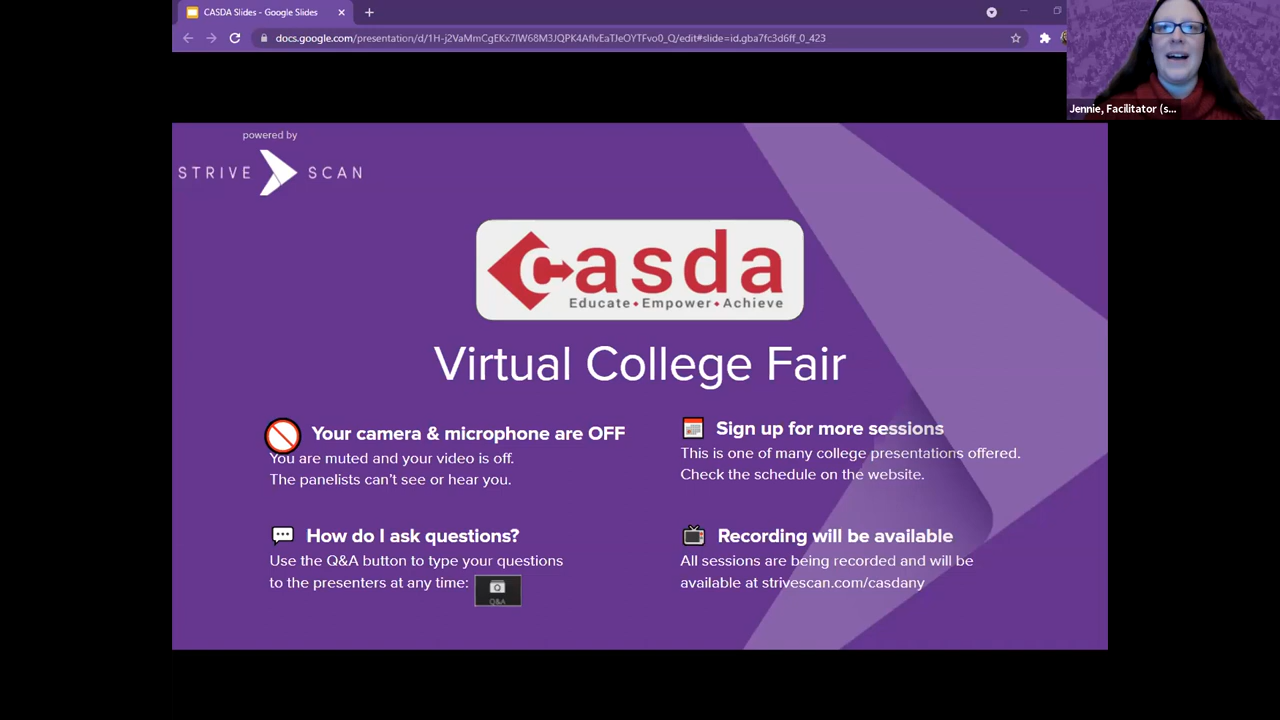 CASDA Slides - Google Slides
docs.google.com/presentation/d/1H-j2VaMmCgEKx7IW68M3JQPK4AflvEaTJeOYTFvo0_Q/edit#slide=id.gba7fc3d6ff_0_423
Jennie, Facilitator (s...
powered by
STRIVE SCAN
casda
Educate • Empower • Achieve
Virtual College Fair
Your camera & microphone are OFF
You are muted and your video is off.
The panelists can't see or hear you.
Sign up for more sessions
This is one of many college presentations offered.
Check the schedule on the website.
How do I ask questions?
Use the Q&A button to type your questions
to the presenters at any time:
Q&A
Recording will be available
All sessions are being recorded and will be
available at strivescan.com/casdany